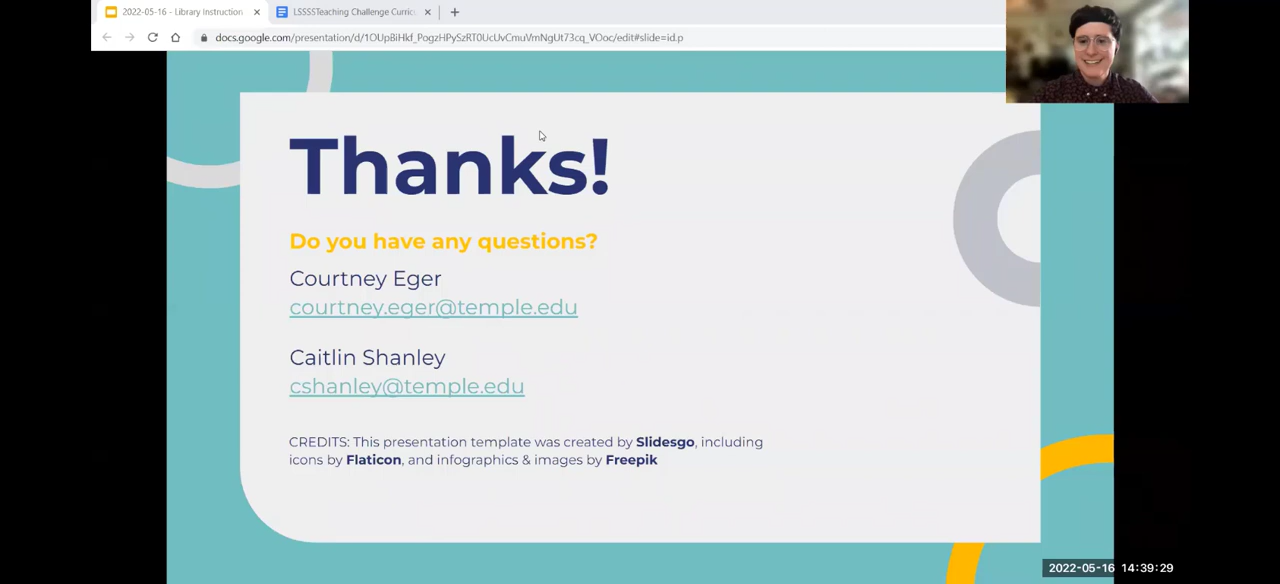 2022-05-16 - Library Instruction
LSSSSTeaching Challenge Curric
docs.google.com/presentation/d/1OUpBiHkf_PogzHPySzRT0UcUvCmuVmNgUt73cq_VOoc/edit#slide=id.p
Thanks!
Do you have any questions?
Courtney Eger
courtney.eger@temple.edu
Caitlin Shanley
cshanley@temple.edu
CREDITS: This presentation template was created by Slidesgo, including
icons by Flaticon, and infographics & images by Freepik
2022-05-16 14:39:29